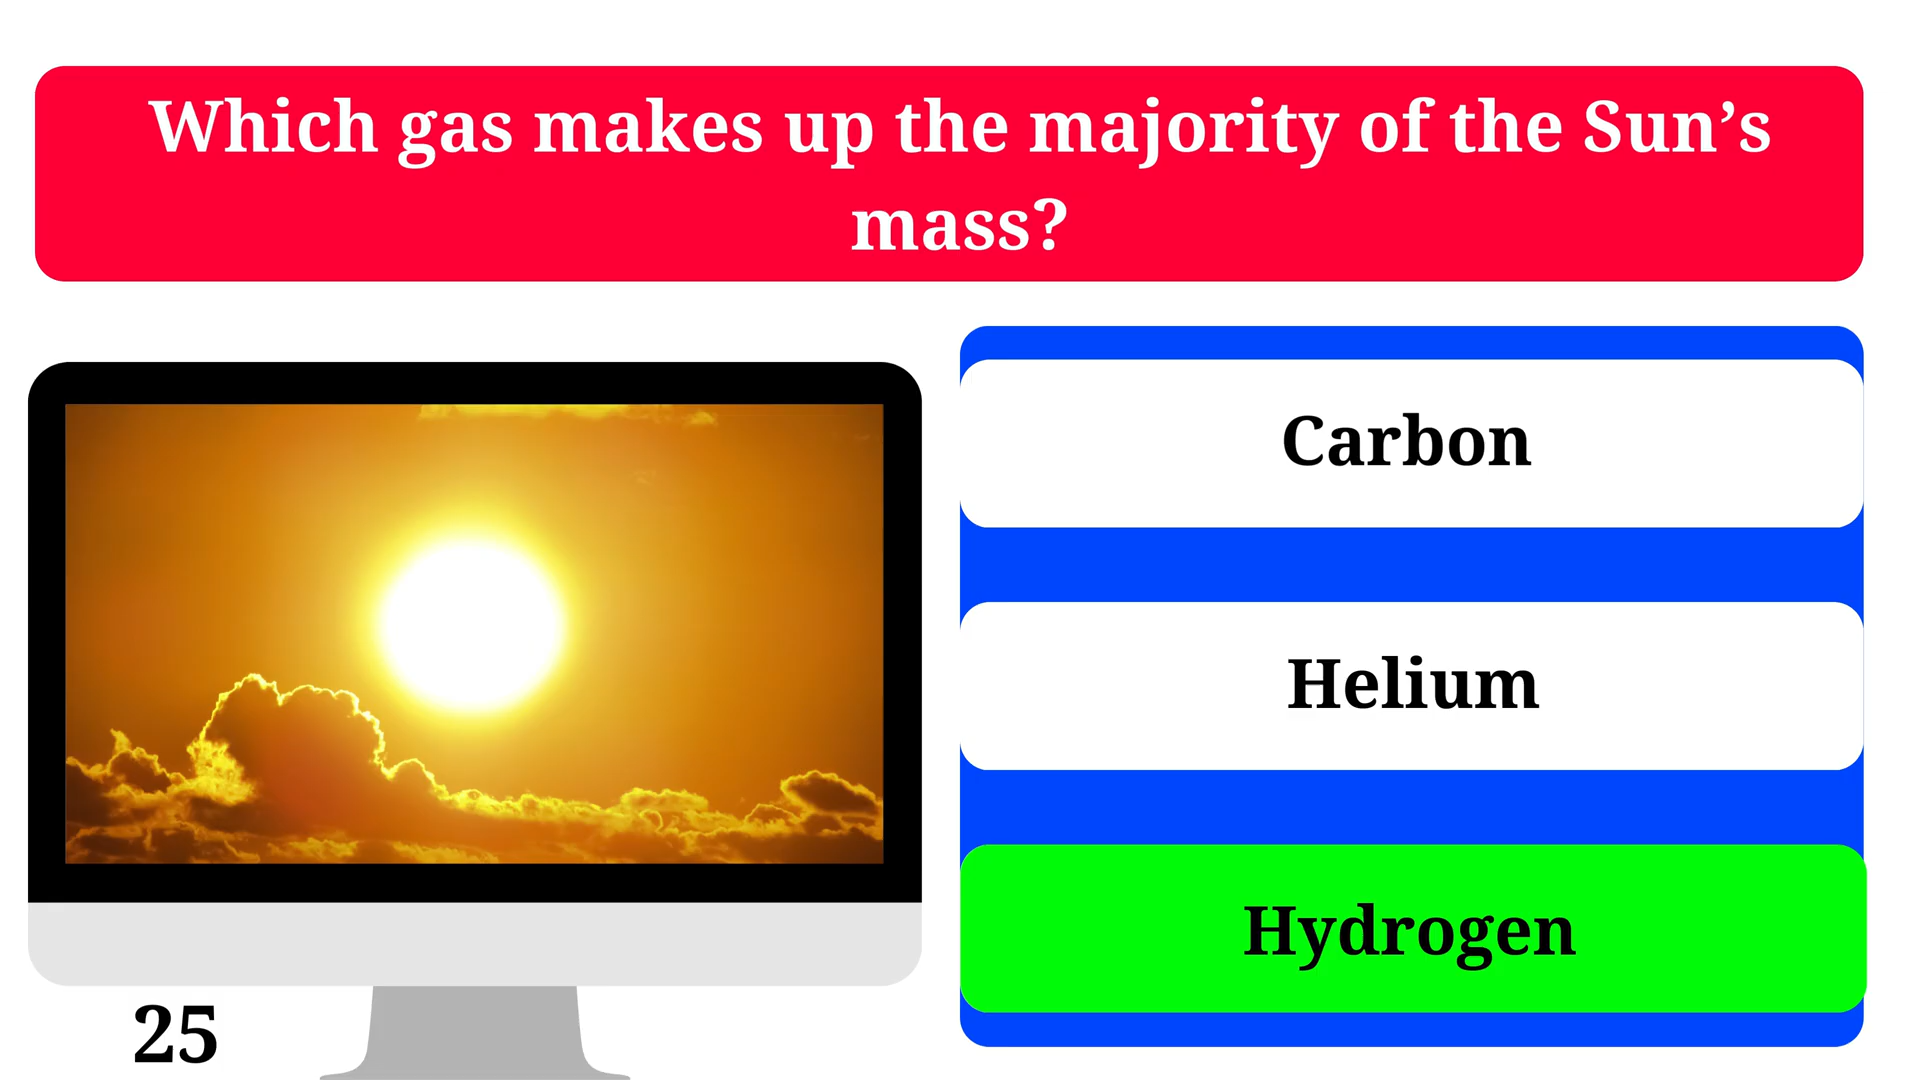 Which gas makes up the majority of the Sun’s
mass?
Carbon
Helium
Hydrogen
25